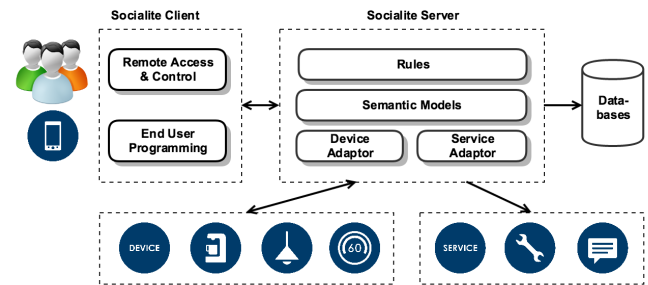 Socialite Client
Socialite Server
Remote Access
& Control
End User
Programming
Rules
Semantic Models
Device
Adaptor
Service
Adaptor
Data-
bases
DEVICE
60
SERVICE